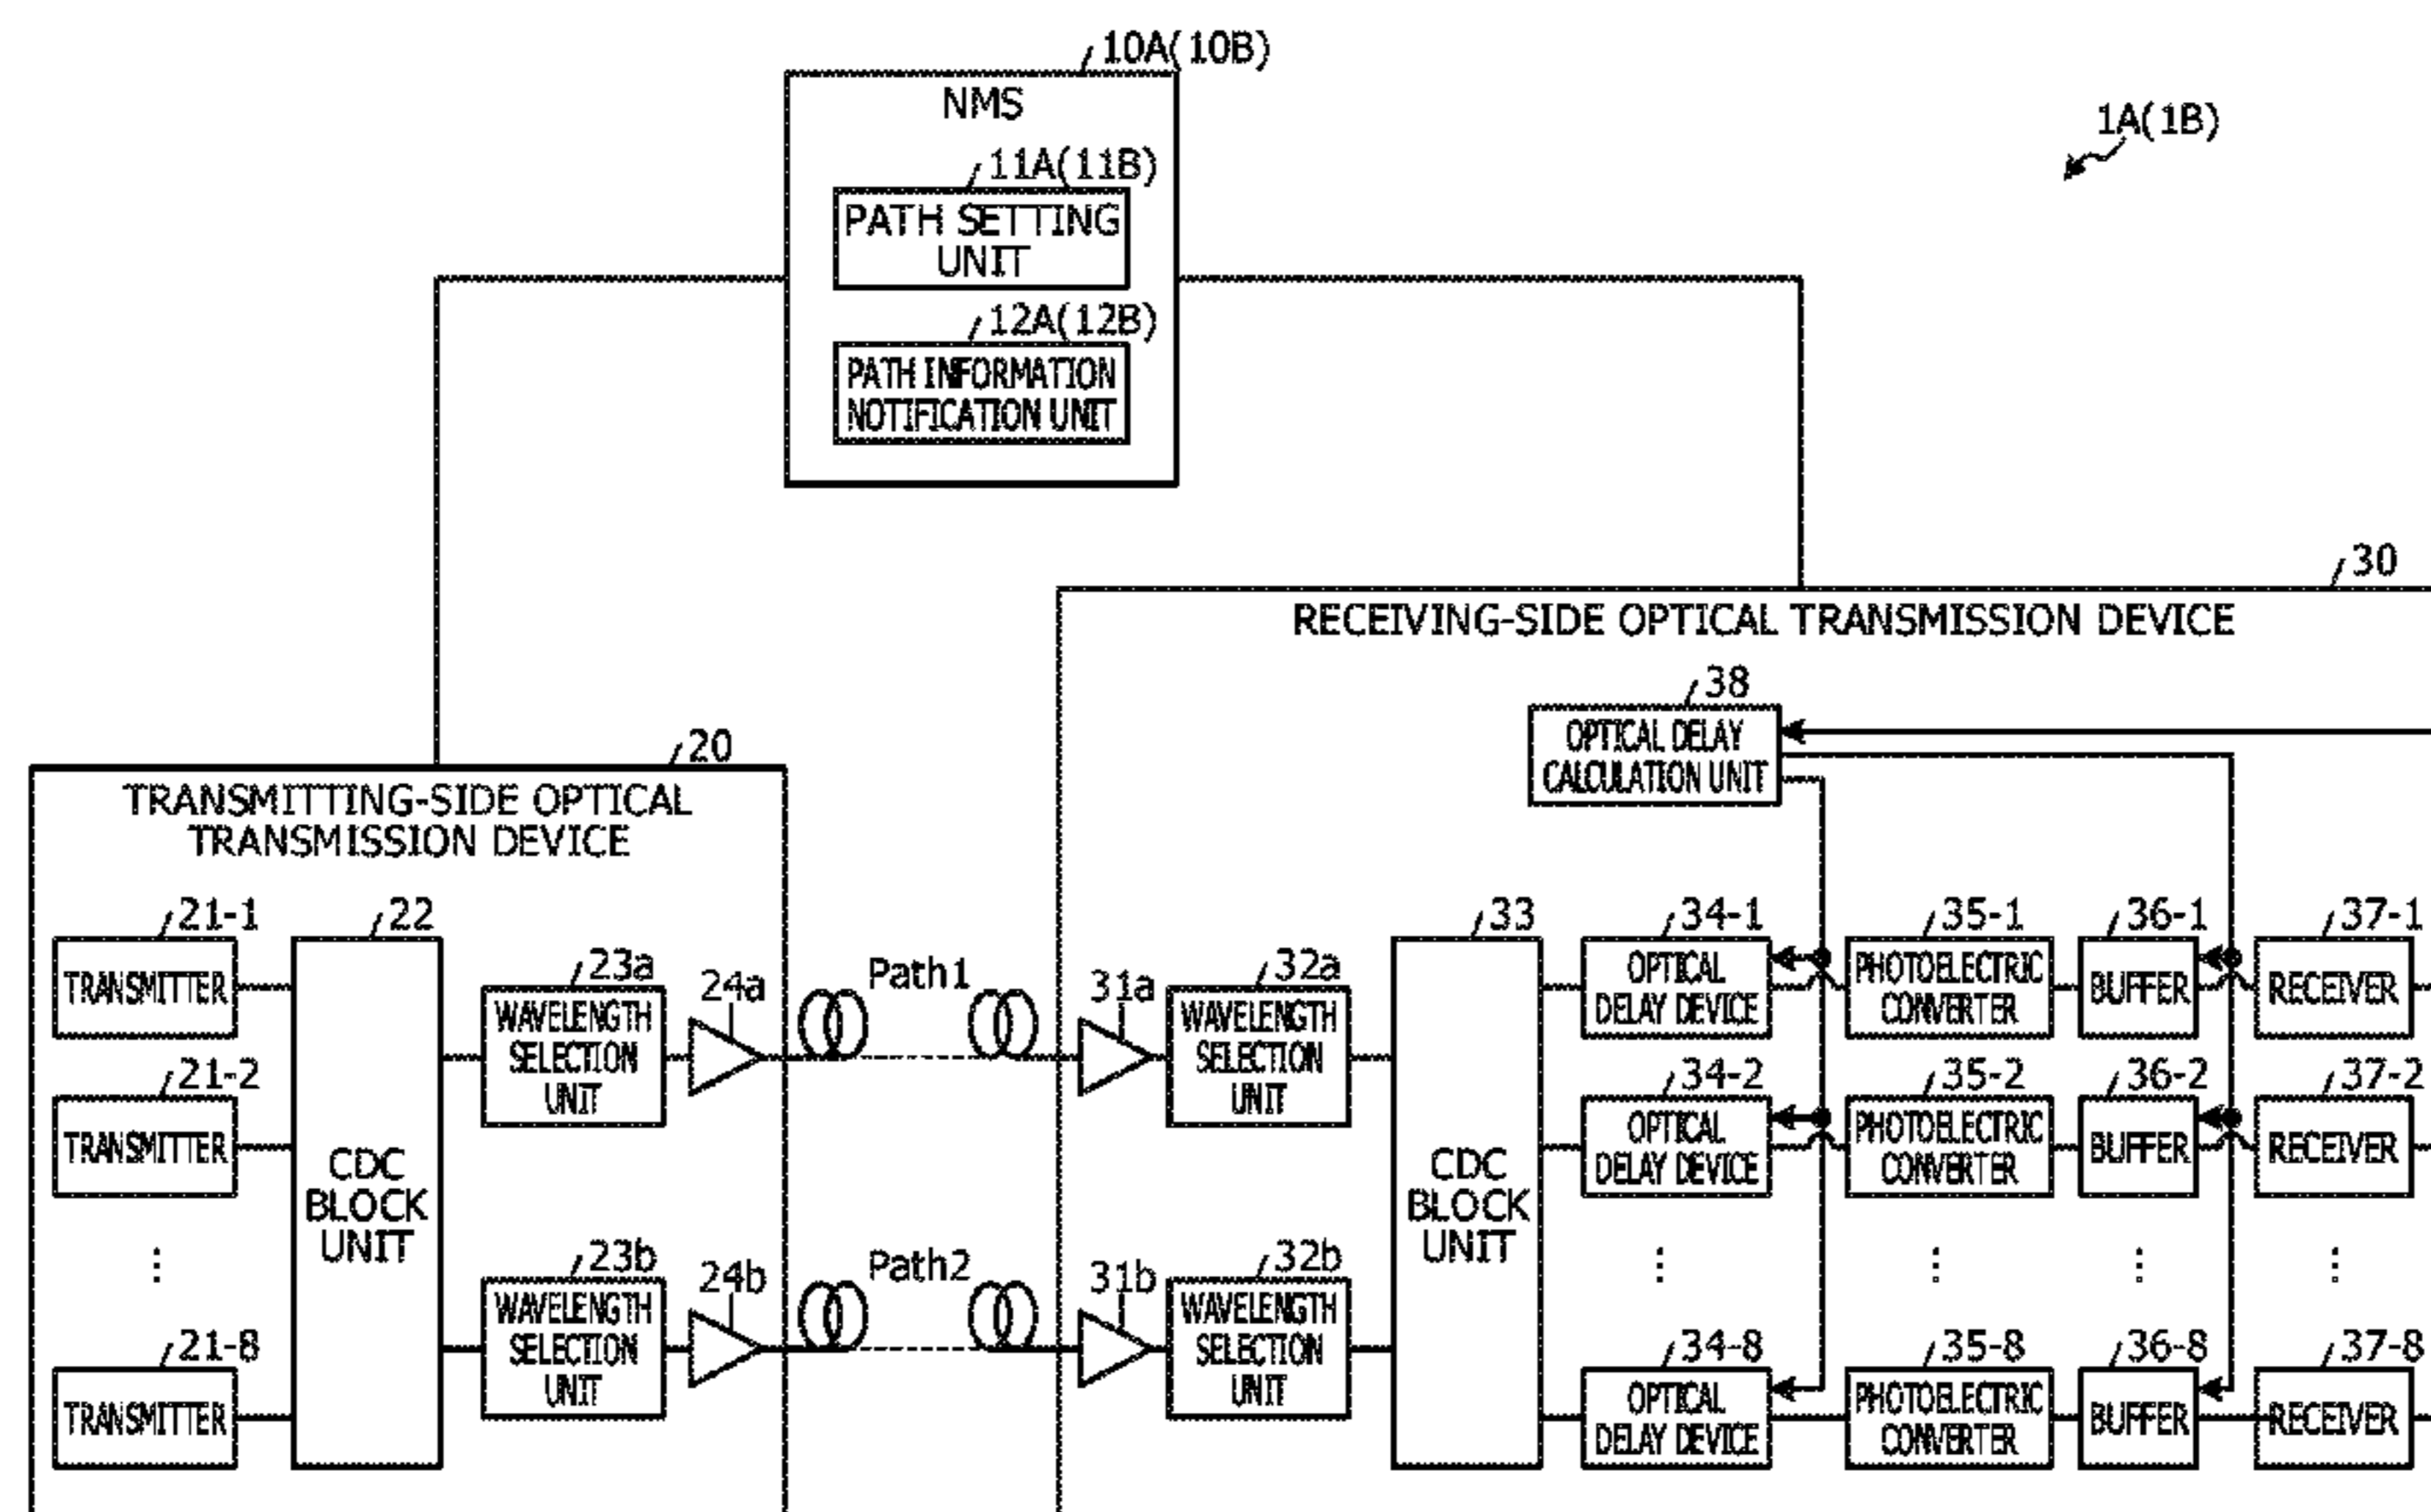 10A(10B)
NMS
1A(1B)
11A(11B)
PATH SETTING
UNIT
12A(12B)
PATH INFORMATION
NOTIFICATION UNIT
30
RECEIVING-SIDE OPTICAL TRANSMISSION DEVICE
38
OPTICAL DELAY
CALCULATION UNIT
20
TRANSMITTING-SIDE OPTICAL
TRANSMISSION DEVICE
21-1
TRANSMITTER
21-2
TRANSMITTER
⋮
21-8
TRANSMITTER
22
CDC
BLOCK
UNIT
23a
WAVELENGTH
SELECTION
UNIT
24a
23b
WAVELENGTH
SELECTION
UNIT
24b
Path1
Path2
31a
32a
WAVELENGTH
SELECTION
UNIT
31b
32b
WAVELENGTH
SELECTION
UNIT
33
CDC
BLOCK
UNIT
34-1
OPTICAL
DELAY DEVICE
35-1
PHOTOELECTRIC
CONVERTER
36-1
BUFFER
37-1
RECEIVER
34-2
OPTICAL
DELAY DEVICE
35-2
PHOTOELECTRIC
CONVERTER
36-2
BUFFER
37-2
RECEIVER
⋮ ⋮ ⋮ ⋮
34-8
OPTICAL
DELAY DEVICE
35-8
PHOTOELECTRIC
CONVERTER
36-8
BUFFER
37-8
RECEIVER